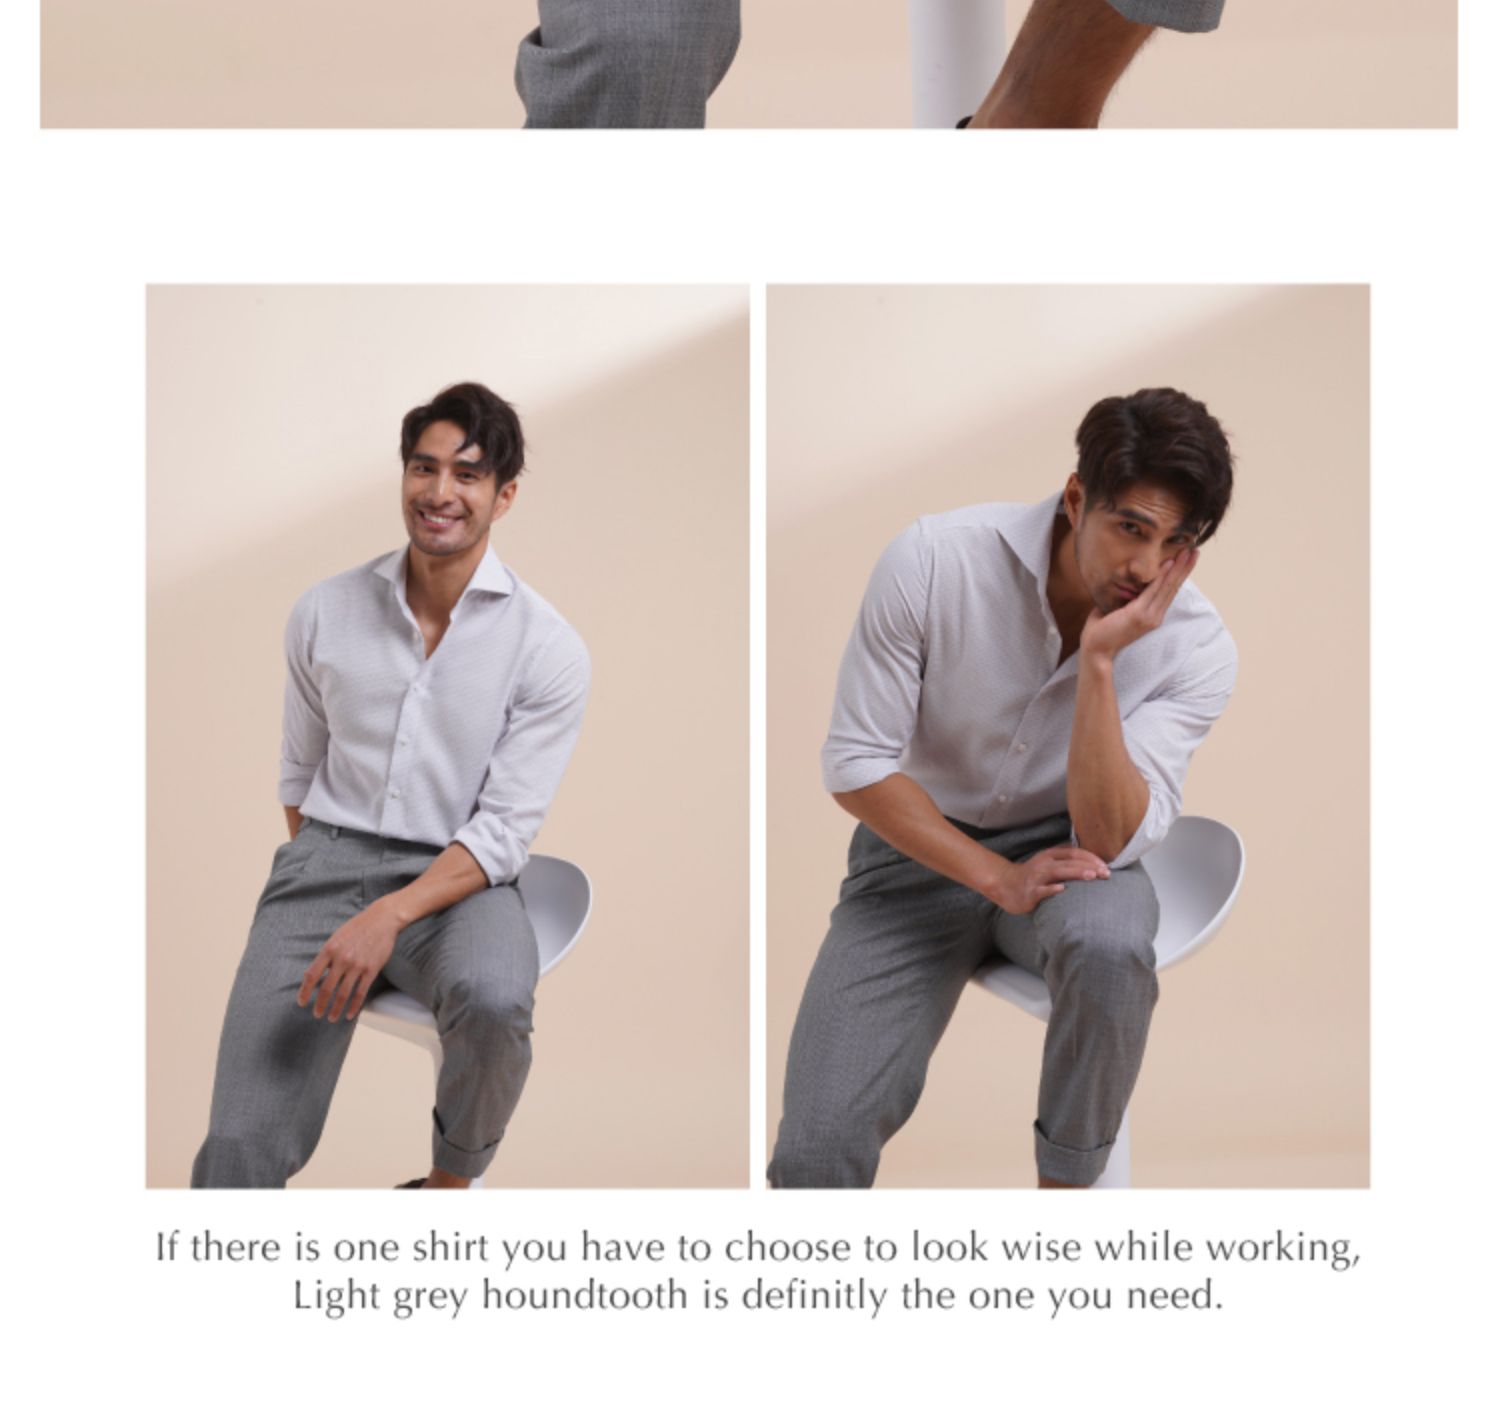 If there is one shirt you have to choose to look wise while working,
Light grey houndtooth is definitly the one you need.